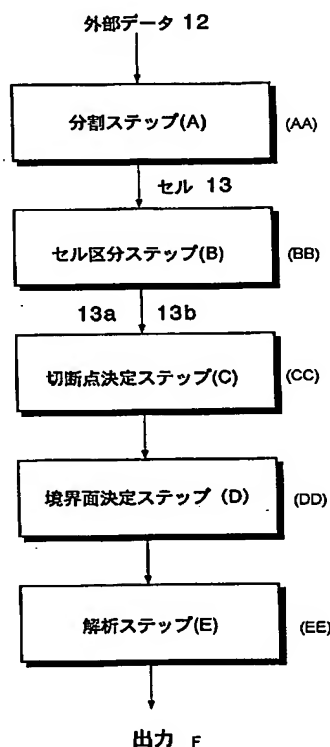 外部データ 12
分割ステップ(A)
(AA)
セル 13
セル区分ステップ(B)
(BB)
13a 13b
切断点決定ステップ(C)
(CC)
境界面決定ステップ (D)
(DD)
解析ステップ(E)
(EE)
出力 F